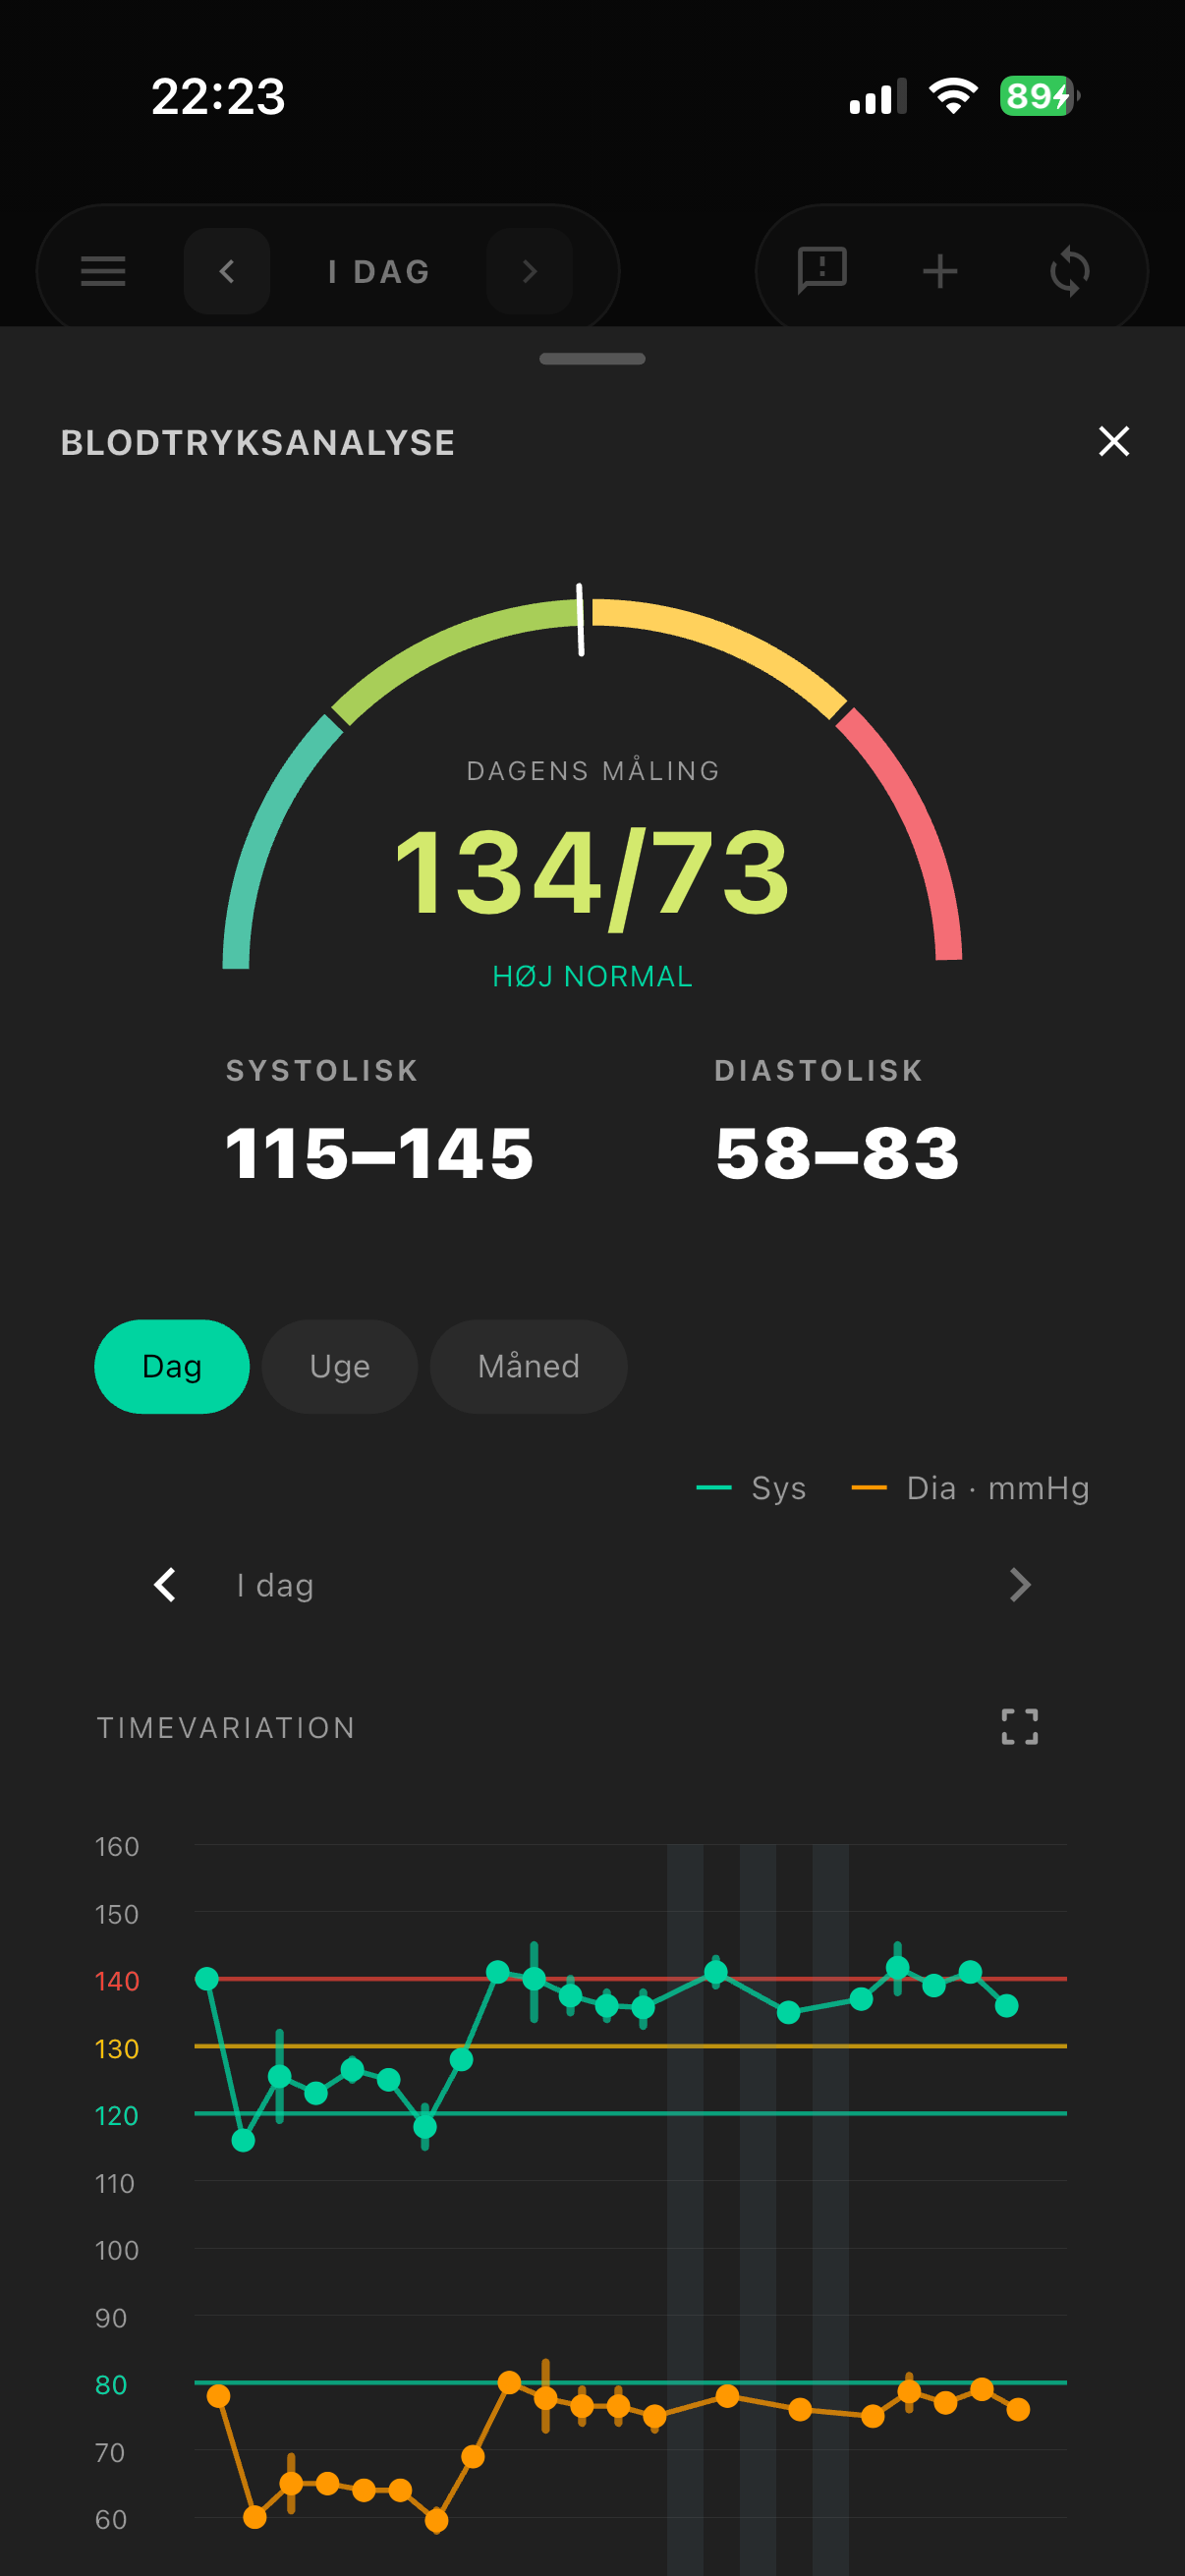 22:23
89
I DAG
BLODTRYKSANALYSE
DAGENS MÅLING
134/73
HØJ NORMAL
SYSTOLISK DIASTOLISK
115–145 58–83
Dag Uge Måned
Sys Dia · mmHg
I dag
TIMEVARIATION
160
150
140
130
120
110
100
90
80
70
60